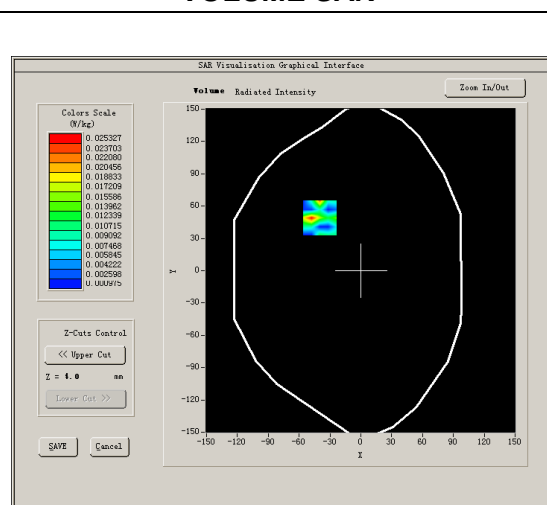 SAR Visualisation Graphical Interface
Volume Radiated Intensity
Zoom In/Out
Colors Scale
(W/kg)
0.025327
0.023703
0.022080
0.020456
0.018833
0.017209
0.015586
0.013962
0.012339
0.010715
0.009092
0.007468
0.005845
0.004222
0.002598
0.000975
150
120
90
60
30
0
-30
-60
-90
-120
-150
Y
-150 -120 -90 -60 -30 0 30 60 90 120 150
X
Z-Cuts Control
<< Upper Cut
Z = 4.0 mm
Lower Cut >>
SAVE Cancel